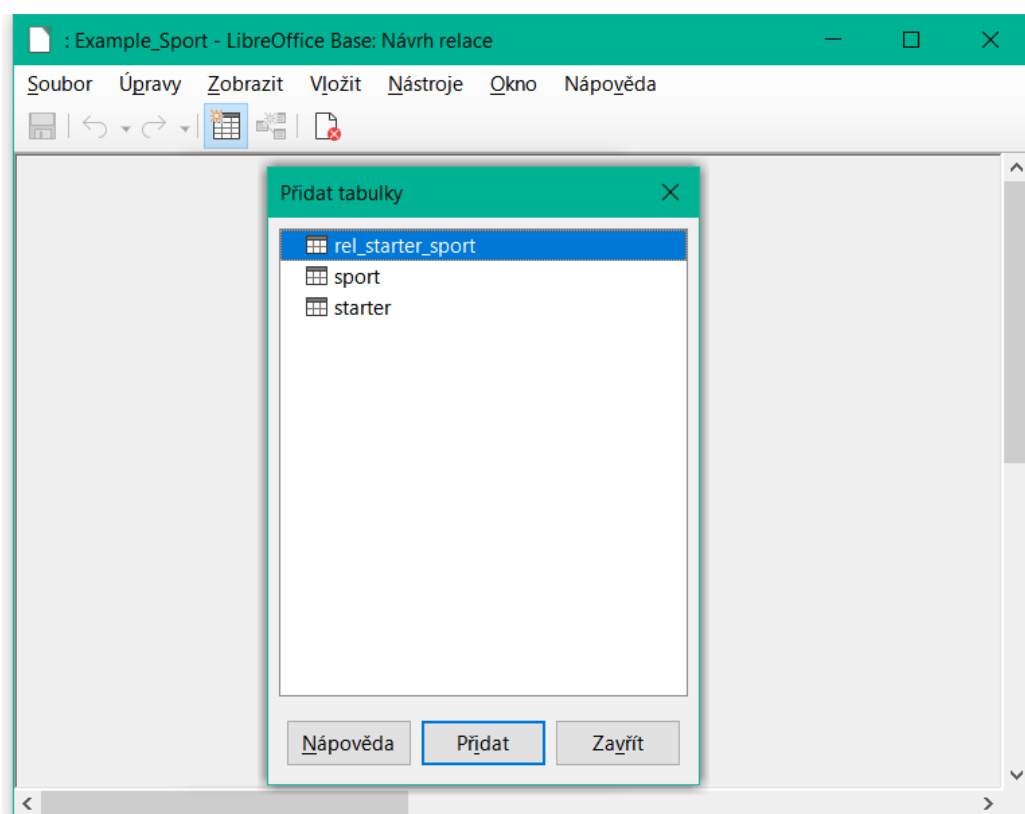 : Example_Sport - LibreOffice Base: Návrh relace
Soubor Úpravy Zobrazit Vložit Nástroje Okno Nápověda
Přidat tabulky
rel_starter_sport
sport
starter
Nápověda Přidat Zavřít